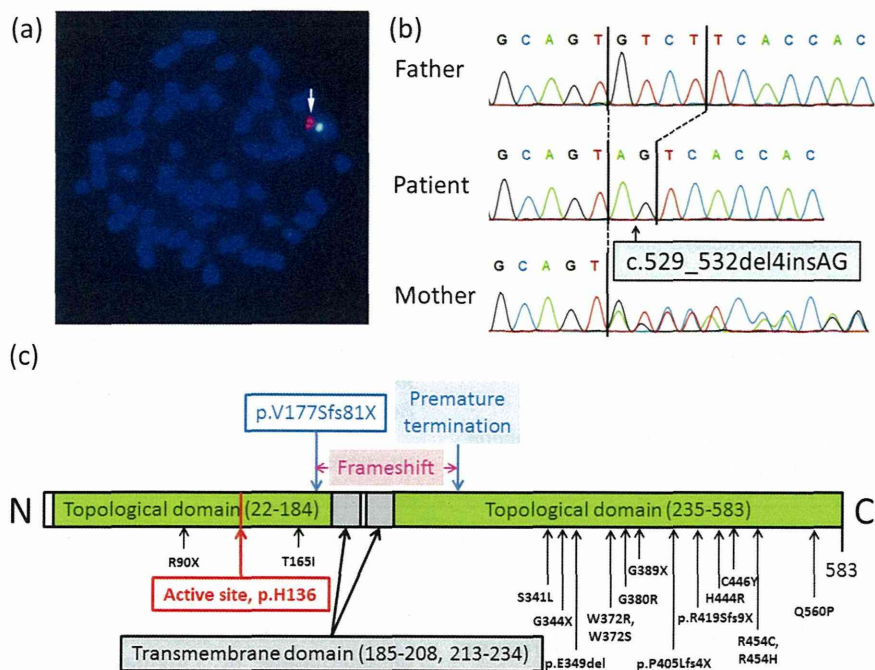 (a)
(b)
G C A G T G T C T T C A C C A C
Father
G C A G T A G T C A C C A C
Patient
c.529_532del4insAG
G C A G T
Mother
(c)
p.V177Sfs81X
Premature
termination
Frameshift
N
Topological domain (22-184)
Topological domain (235-583)
C
R90X
T165I
Active site, p.H136
Transmembrane domain
(185-208, 213-234)
S341L
G344X
p.E349del
W372R,
W372S
G380R
G389X
p.P405Lfs4X
p.R419Sfs9X
H444R
C446Y
R454C,
R454H
Q560P
583